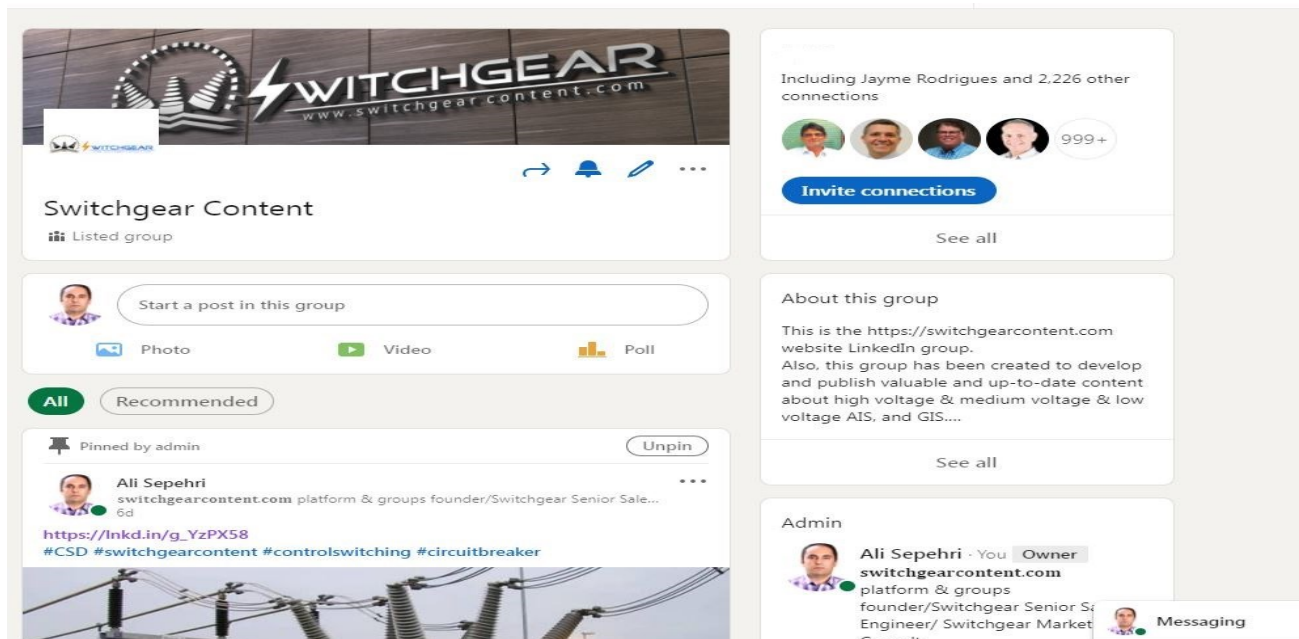 SWITCHGEAR
www.switchgearcontent.com
SWITCHGEAR
Switchgear Content
Listed group
Start a post in this group
Photo
Video
Poll
All
Recommended
Pinned by admin
Unpin
Ali Sepehri
switchgearcontent.com platform & groups founder/Switchgear Senior Sale...
6d
https://lnkd.in/g_YzPX58
#CSD #switchgearcontent #controlswitching #circuitbreaker
Including Jayme Rodrigues and 2,226 other
connections
999+
Invite connections
See all
About this group
This is the https://switchgearcontent.com
website LinkedIn group.
Also, this group has been created to develop
and publish valuable and up-to-date content
about high voltage & medium voltage & low
voltage AIS, and GIS....
See all
Admin
Ali Sepehri · You Owner
switchgearcontent.com
platform & groups
founder/Switchgear Senior
Engineer/ Switchgear Market
Messaging